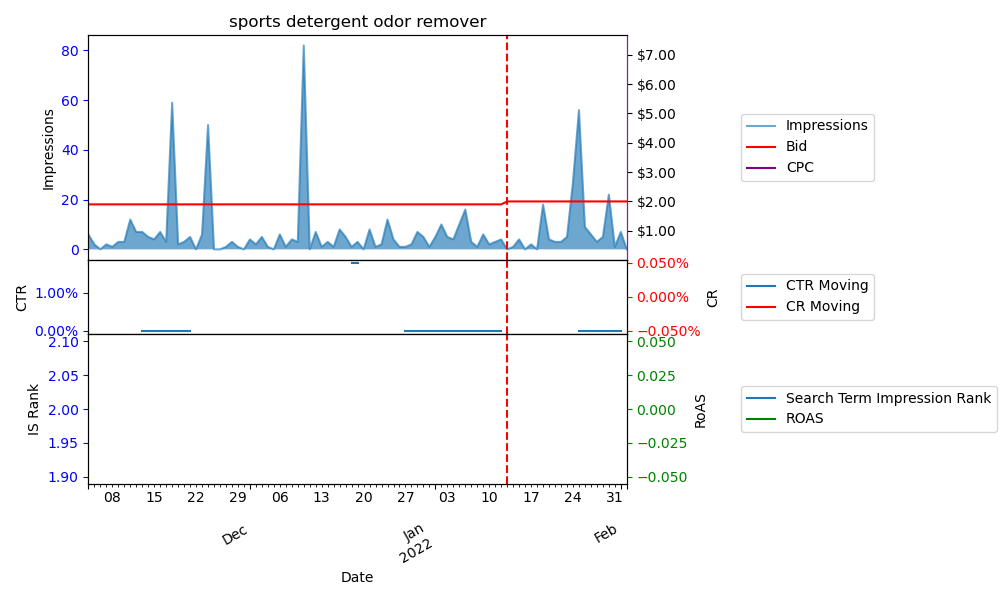 sports detergent odor remover
80
60
40
20
0
Impressions
$7.00
$6.00
$5.00
$4.00
$3.00
$2.00
$1.00
Impressions
Bid
CPC
1.00%
0.00%
CTR
0.050%
0.000%
−0.050%
CR
CTR Moving
CR Moving
2.10
2.05
2.00
1.95
1.90
IS Rank
0.050
0.025
0.000
−0.025
−0.050
RoAS
Search Term Impression Rank
ROAS
08 15 22 29 06 13 20 27 03 10 17 24 31
Dec Jan Feb
2022
Date